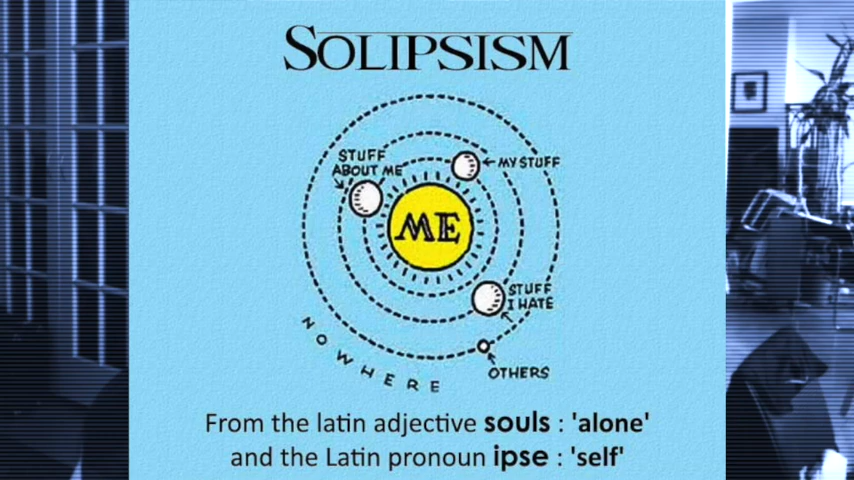 SOLIPSISM
STUFF
ABOUT ME
MY STUFF
ME
STUFF
I HATE
OTHERS
NOWHERE
From the latin adjective souls : 'alone'
and the Latin pronoun ipse : 'self'